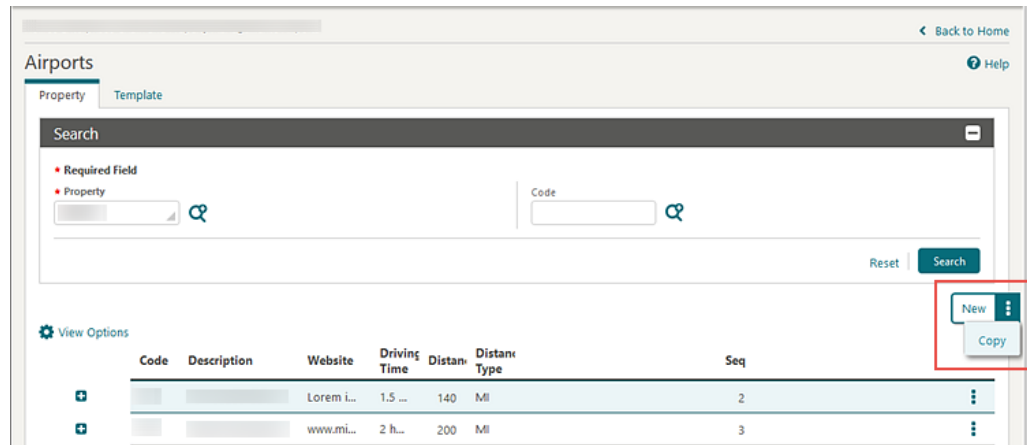 Back to Home
Airports
Help
Property Template
Search
* Required Field
* Property
Code
Reset Search
New
Copy
View Options
Code Description Website Driving Time Distanc Distanc Type Seq
Lorem i... 1.5 ... 140 MI 2
www.mi... 2 h... 200 MI 3